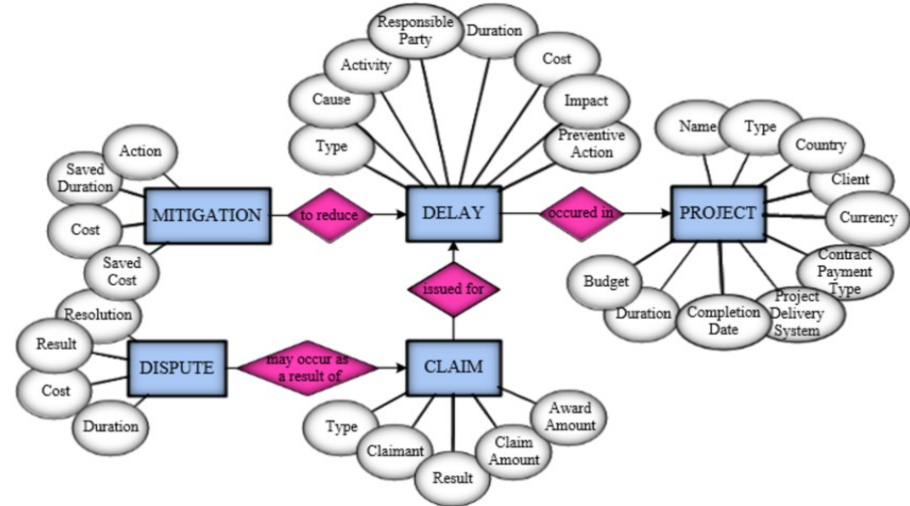 Responsible
Party
Duration
Activity
Cost
Cause
Impact
Type
Preventive
Action
Name
Type
Country
Client
Currency
Contract
Payment
Type
Project
Delivery
System
Completion
Date
Duration
Budget
Action
Saved
Duration
Cost
Saved
Cost
MITIGATION
to reduce
DELAY
occured in
PROJECT
issued for
Resolution
Result
Cost
Duration
DISPUTE
may occur as
a result of
CLAIM
Type
Claimant
Result
Claim
Amount
Award
Amount